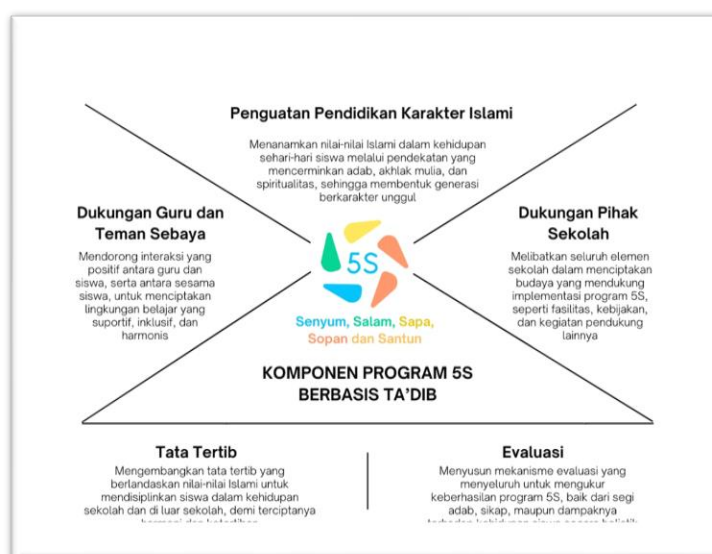 Penguatan Pendidikan Karakter Islami
Menanamkan nilai-nilai Islami dalam kehidupan
sehari-hari siswa melalui pendekatan yang
mencerminkan adab, akhlak mulia, dan
spiritualitas, sehingga membentuk generasi
berkarakter unggul
Dukungan Guru dan
Teman Sebaya
Mendorong interaksi yang
positif antara guru dan
siswa, serta antara sesama
siswa, untuk menciptakan
lingkungan belajar yang
suportif, inklusif, dan
harmonis
Dukungan Pihak
Sekolah
Melibatkan seluruh elemen
sekolah dalam menciptakan
budaya yang mendukung
implementasi program 5S,
seperti fasilitas, kebijakan,
dan kegiatan pendukung
lainnya
5S
Senyum, Salam, Sapa,
Sopan dan Santun
KOMPONEN PROGRAM 5S
BERBASIS TA'DIB
Tata Tertib
Mengembangkan tata tertib yang
berlandaskan nilai-nilai Islami untuk
mendisiplinkan siswa dalam kehidupan
sekolah dan di luar sekolah, demi terciptanya
Evaluasi
Menyusun mekanisme evaluasi yang
menyeluruh untuk mengukur
keberhasilan program 5S, baik dari segi
adab, sikap, maupun dampaknya